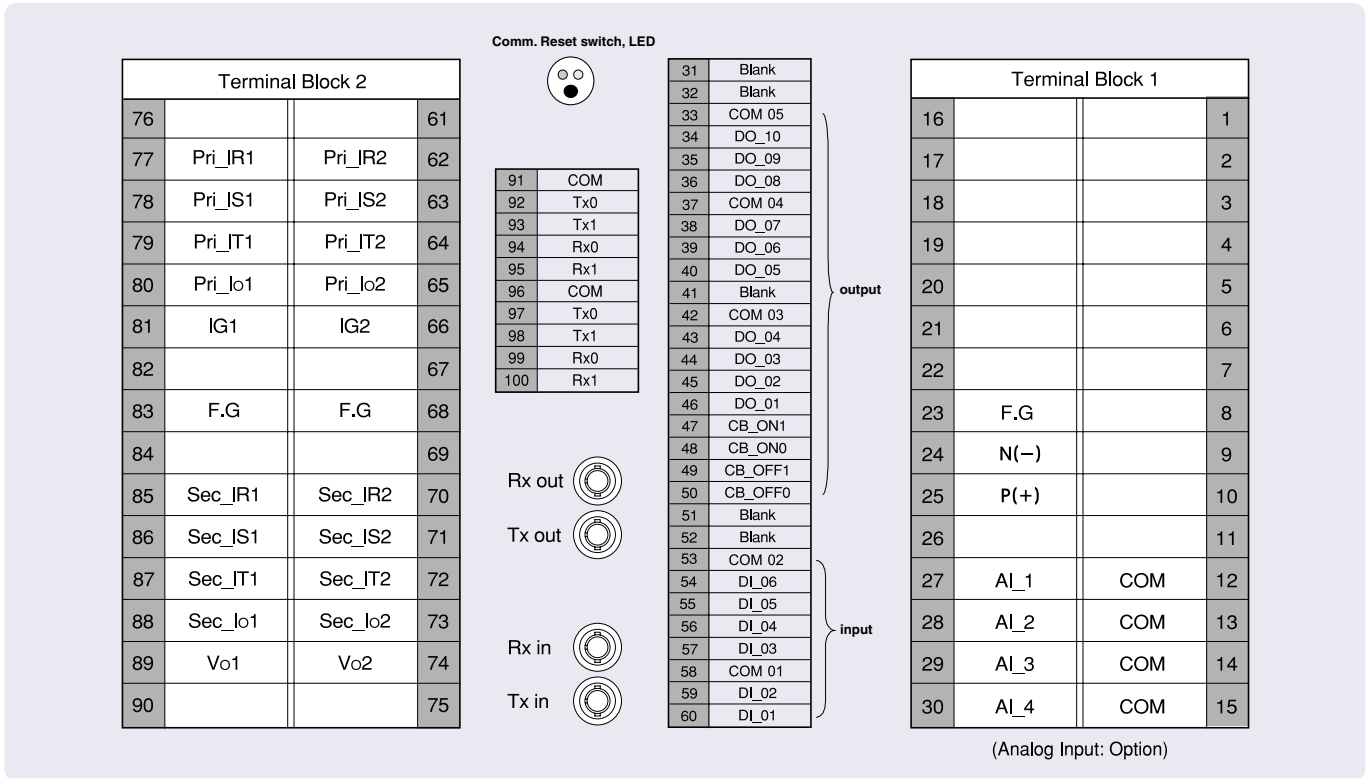 Comm. Reset switch, LED
Terminal Block 2
76 61
77 Pri_IR1 Pri_IR2 62
78 Pri_IS1 Pri_IS2 63
79 Pri_IT1 Pri_IT2 64
80 Pri_Io1 Pri_Io2 65
81 IG1 IG2 66
82 67
83 F.G F.G 68
84 69
85 Sec_IR1 Sec_IR2 70
86 Sec_IS1 Sec_IS2 71
87 Sec_IT1 Sec_IT2 72
88 Sec_Io1 Sec_Io2 73
89 Vo1 Vo2 74
90 75
91 COM
92 Tx0
93 Tx1
94 Rx0
95 Rx1
96 COM
97 Tx0
98 Tx1
99 Rx0
100 Rx1
Rx out
Tx out
Rx in
Tx in
31 Blank
32 Blank
33 COM 05
34 DO_10
35 DO_09
36 DO_08
37 COM 04
38 DO_07
39 DO_06
40 DO_05
41 Blank
42 COM 03
43 DO_04
44 DO_03
45 DO_02
46 DO_01
47 CB_ON1
48 CB_ON0
49 CB_OFF1
50 CB_OFF0
51 Blank
52 Blank
53 COM 02
54 DI_06
55 DI_05
56 DI_04
57 DI_03
58 COM 01
59 DI_02
60 DI_01
output
input
Terminal Block 1
16 1
17 2
18 3
19 4
20 5
21 6
22 7
23 F.G 8
24 N(−) 9
25 P(+) 10
26 11
27 AI_1 COM 12
28 AI_2 COM 13
29 AI_3 COM 14
30 AI_4 COM 15
(Analog Input: Option)